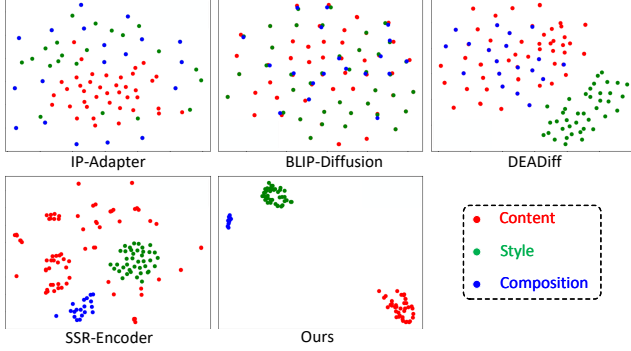 IP-Adapter
BLIP-Diffusion
DEADiff
SSR-Encoder
Ours
Content
Style
Composition